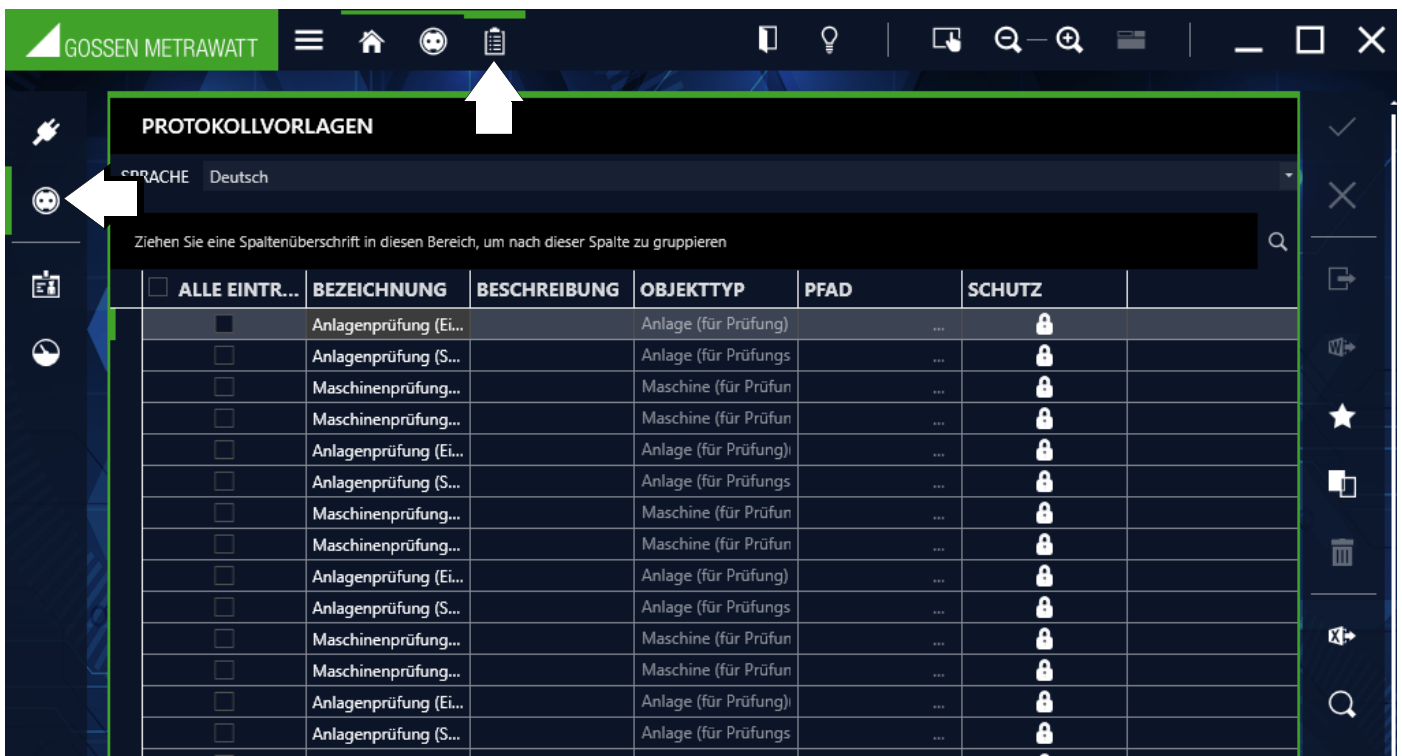 GOSSEN METRAWATT
PROTOKOLLVORLAGEN
SPRACHE Deutsch
Ziehen Sie eine Spaltenüberschrift in diesen Bereich, um nach dieser Spalte zu gruppieren
ALLE EINTR... BEZEICHNUNG BESCHREIBUNG OBJEKTTYP PFAD SCHUTZ
Anlagenprüfung (Ei... Anlage (für Prüfung) ...
Anlagenprüfung (S... Anlage (für Prüfungs ...
Maschinenprüfung... Maschine (für Prüfun ...
Maschinenprüfung... Maschine (für Prüfun ...
Anlagenprüfung (Ei... Anlage (für Prüfung) ...
Anlagenprüfung (S... Anlage (für Prüfungs ...
Maschinenprüfung... Maschine (für Prüfun ...
Maschinenprüfung... Maschine (für Prüfun ...
Anlagenprüfung (Ei... Anlage (für Prüfung) ...
Anlagenprüfung (S... Anlage (für Prüfungs ...
Maschinenprüfung... Maschine (für Prüfun ...
Maschinenprüfung... Maschine (für Prüfun ...
Anlagenprüfung (Ei... Anlage (für Prüfung) ...
Anlagenprüfung (S... Anlage (für Prüfungs ...